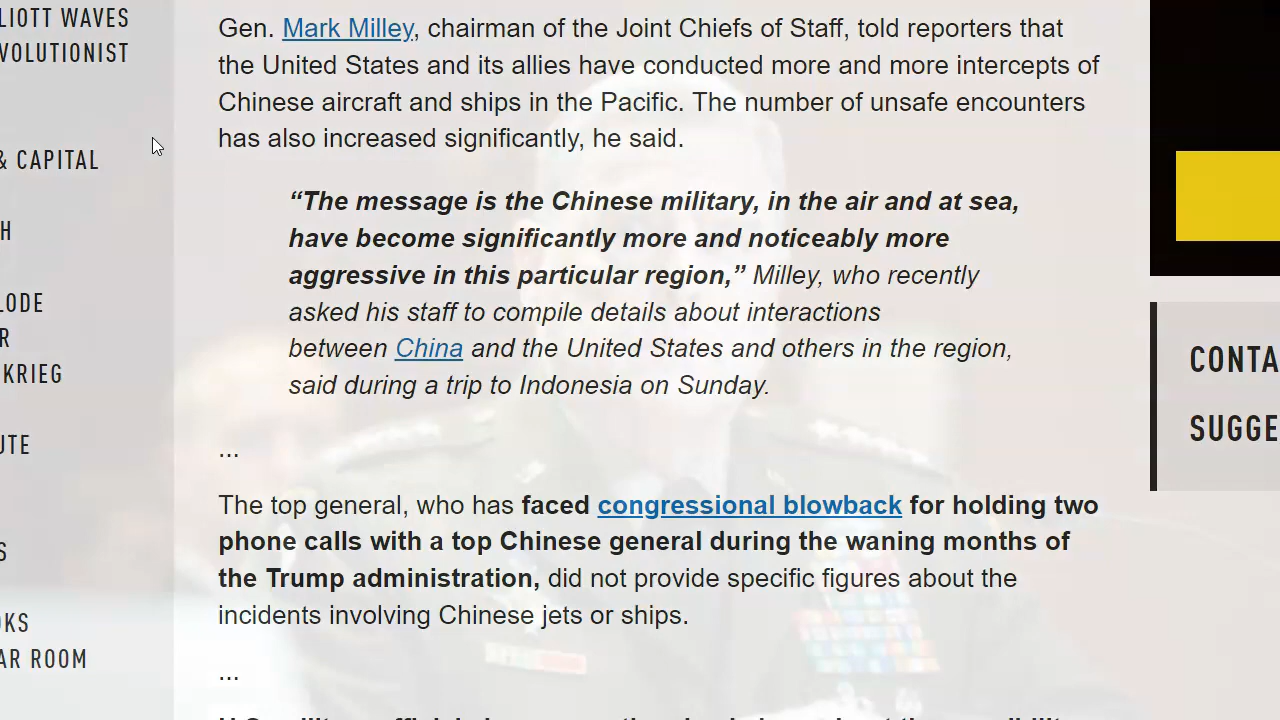 LIOTT WAVES
VOLUTIONIST
& CAPITAL
H
LODE
R
KRIEG
UTE
S
OKS
AR ROOM
Gen. Mark Milley, chairman of the Joint Chiefs of Staff, told reporters that
the United States and its allies have conducted more and more intercepts of
Chinese aircraft and ships in the Pacific. The number of unsafe encounters
has also increased significantly, he said.
“The message is the Chinese military, in the air and at sea,
have become significantly more and noticeably more
aggressive in this particular region,” Milley, who recently
asked his staff to compile details about interactions
between China and the United States and others in the region,
said during a trip to Indonesia on Sunday.
...
The top general, who has faced congressional blowback for holding two
phone calls with a top Chinese general during the waning months of
the Trump administration, did not provide specific figures about the
incidents involving Chinese jets or ships.
...
CONTA
SUGGE